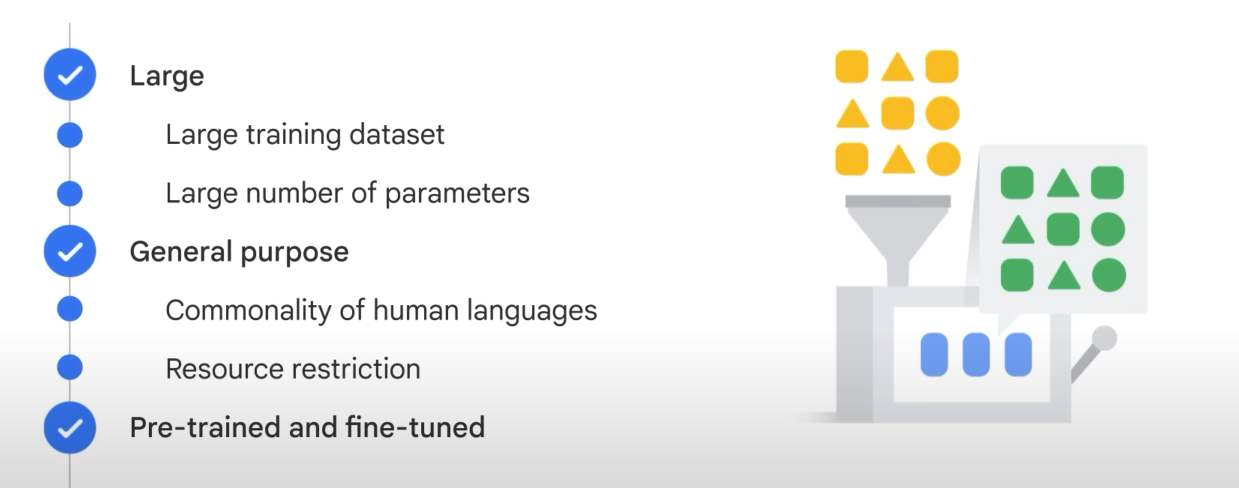 Large
Large training dataset
Large number of parameters
General purpose
Commonality of human languages
Resource restriction
Pre-trained and fine-tuned